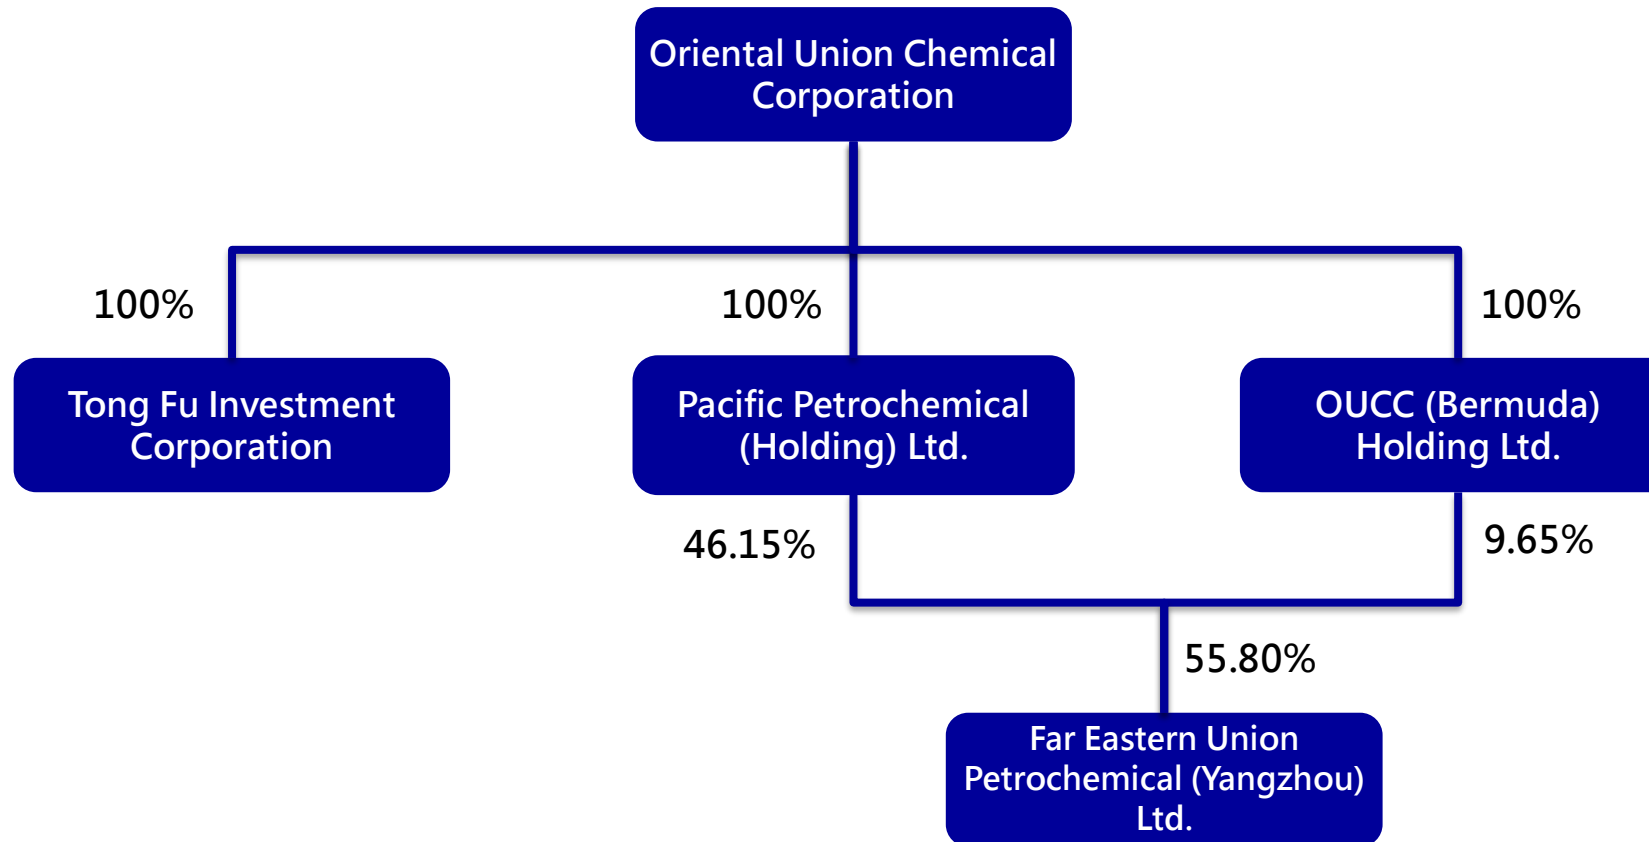 Oriental Union Chemical
Corporation
100%
100%
100%
Tong Fu Investment
Corporation
Pacific Petrochemical
(Holding) Ltd.
OUCC (Bermuda)
Holding Ltd.
46.15%
9.65%
55.80%
Far Eastern Union
Petrochemical (Yangzhou)
Ltd.